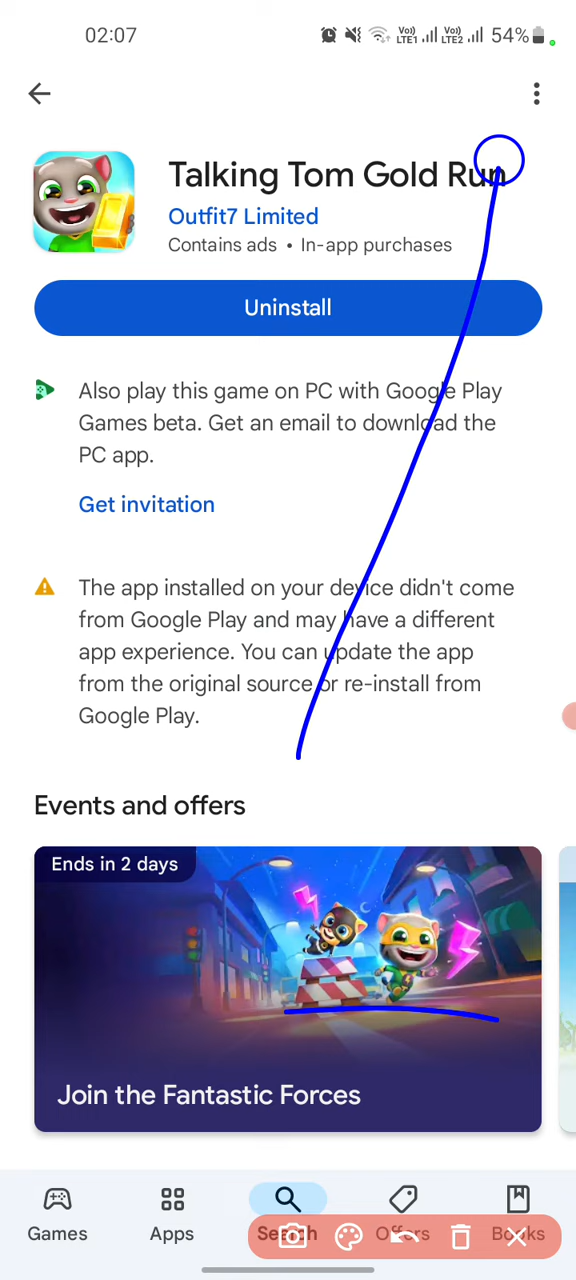 02:07
Vo)) LTE1 Vo)) LTE2 54%
Talking Tom Gold Run
Outfit7 Limited
Contains ads • In-app purchases
Uninstall
Also play this game on PC with Google Play
Games beta. Get an email to download the
PC app.
Get invitation
The app installed on your device didn't come
from Google Play and may have a different
app experience. You can update the app
from the original source or re-install from
Google Play.
Events and offers
Ends in 2 days
Join the Fantastic Forces
Games Apps Search Offers Books